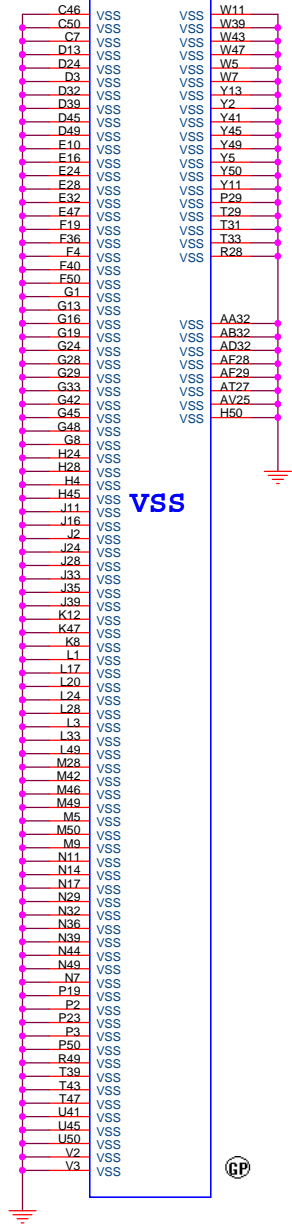 C46 VSS VSS W11
C50 VSS VSS W39
C7 VSS VSS W43
D13 VSS VSS W47
D24 VSS VSS W5
D3 VSS VSS W7
D32 VSS VSS Y13
D39 VSS VSS Y2
D45 VSS VSS Y41
D49 VSS VSS Y45
E10 VSS VSS Y49
E16 VSS VSS Y5
E24 VSS VSS Y50
E28 VSS VSS Y11
E32 VSS VSS P29
E47 VSS VSS T29
F19 VSS VSS T31
F36 VSS VSS T33
F4 VSS VSS R28
F40 VSS
F50 VSS
G1 VSS
G13 VSS
G16 VSS VSS AA32
G19 VSS VSS AB32
G24 VSS VSS AD32
G28 VSS VSS AF28
G29 VSS VSS AF29
G33 VSS VSS AT27
G42 VSS VSS AV25
G45 VSS VSS H50
G48 VSS
G8 VSS
H24 VSS
H28 VSS
H4 VSS
H45 VSS
VSS
J11 VSS
J16 VSS
J2 VSS
J24 VSS
J28 VSS
J33 VSS
J35 VSS
J39 VSS
K12 VSS
K47 VSS
K8 VSS
L1 VSS
L17 VSS
L20 VSS
L24 VSS
L28 VSS
L3 VSS
L33 VSS
L49 VSS
M28 VSS
M42 VSS
M46 VSS
M49 VSS
M5 VSS
M50 VSS
M9 VSS
N11 VSS
N14 VSS
N17 VSS
N29 VSS
N32 VSS
N36 VSS
N39 VSS
N44 VSS
N49 VSS
N7 VSS
P19 VSS
P2 VSS
P23 VSS
P3 VSS
P50 VSS
R49 VSS
T39 VSS
T43 VSS
T47 VSS
U41 VSS
U45 VSS
U50 VSS
V2 VSS
V3 VSS
GP